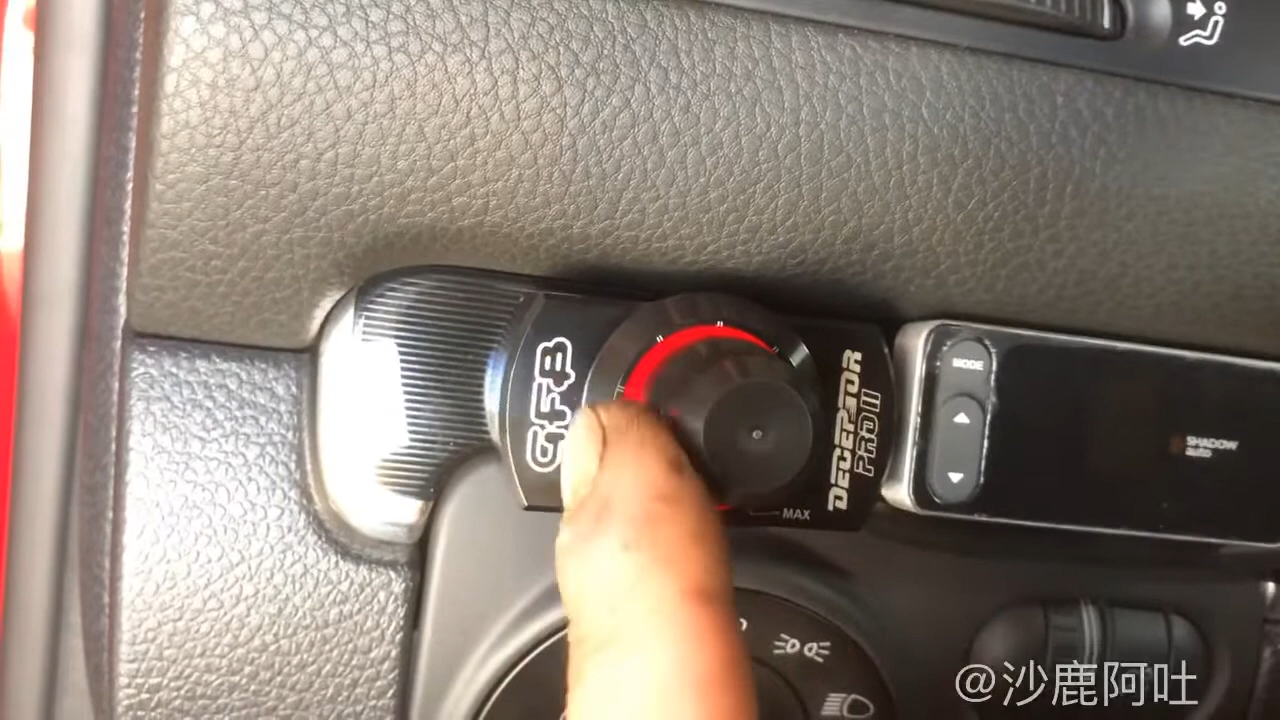 GFB
DECEPTOR
PRO II
MAX
MODE
SHADOW
auto
@沙鹿阿吐